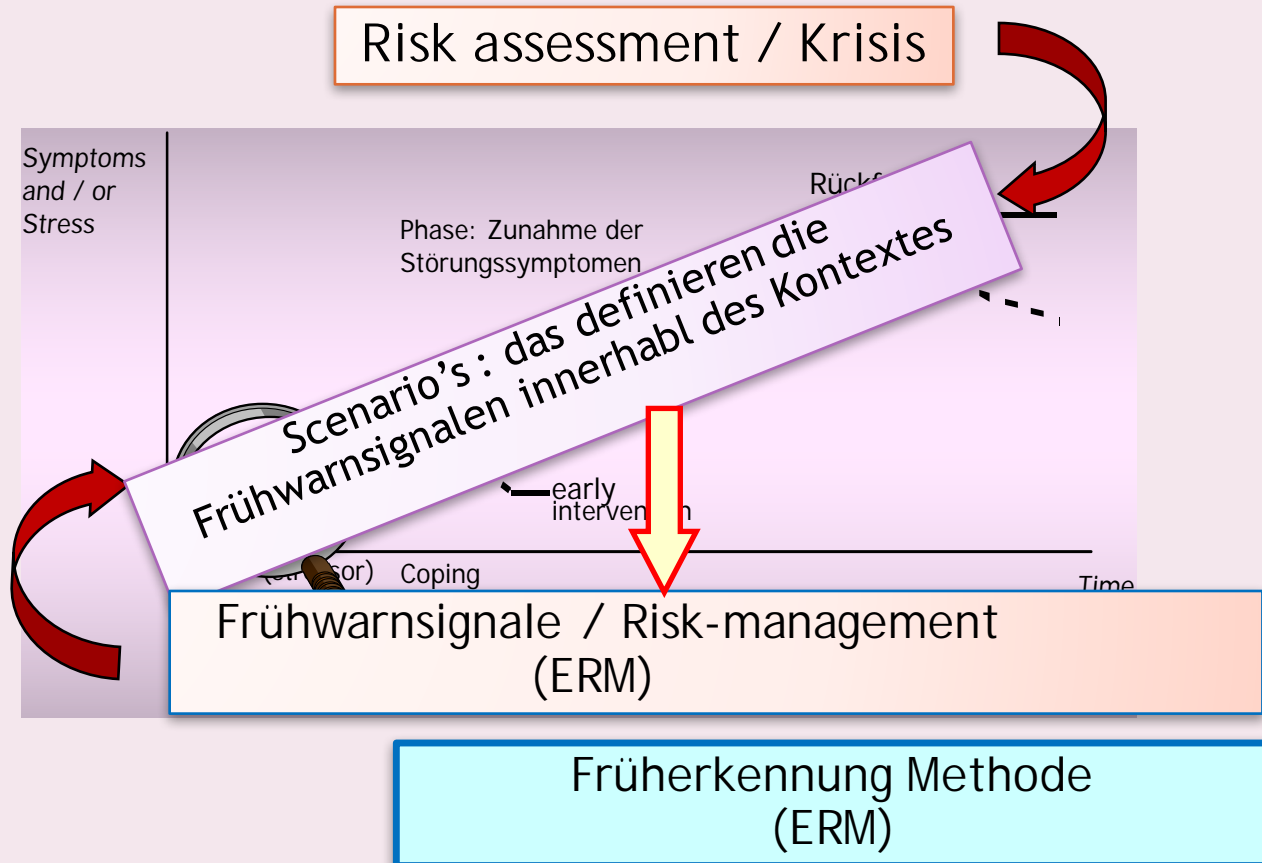 Risk assessment / Krisis
Symptoms
and / or
Stress
Phase: Zunahme der
Störungssymptomen
Scenario's : das definieren die
Frühwarnsignalen innerhabl des Kontextes
early
Coping
Time
Frühwarnsignale / Risk-management
(ERM)
Früherkennung Methode
(ERM)